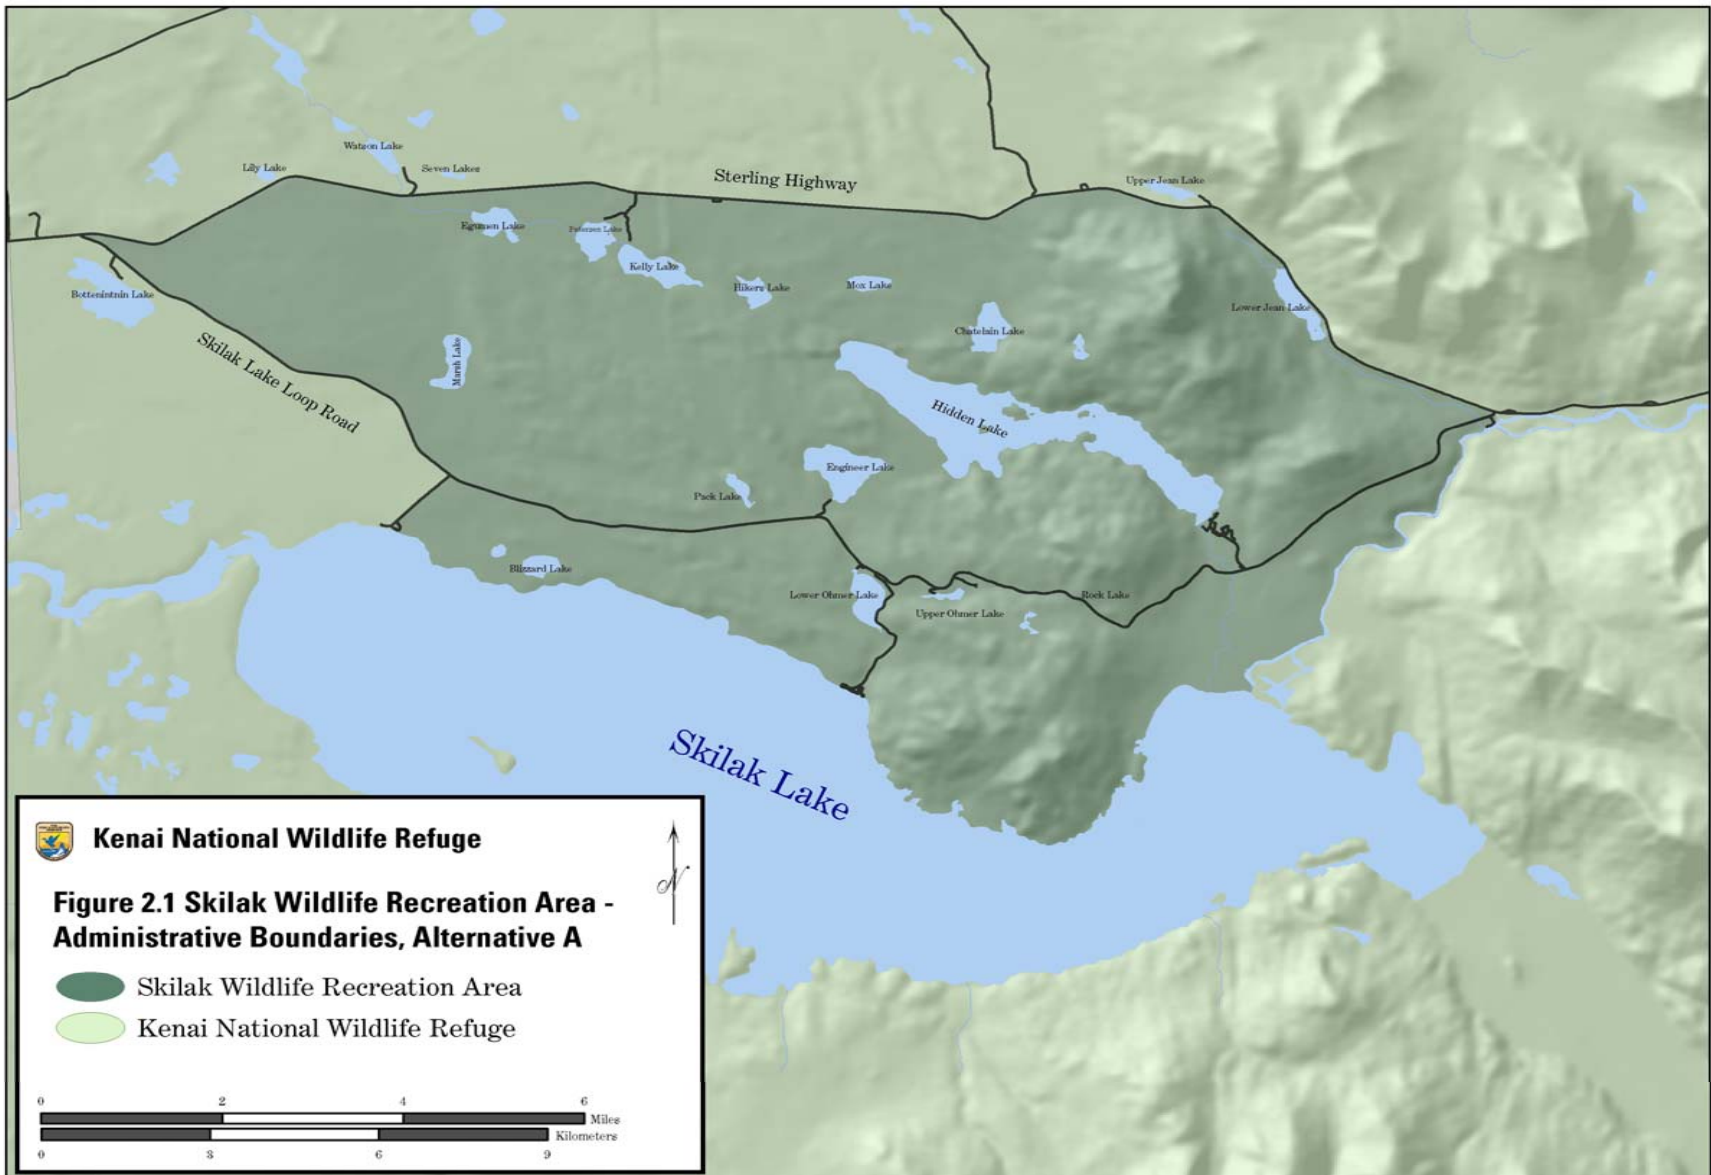 Watson Lake
Lily Lake
Seven Lakes
Sterling Highway
Upper Jean Lake
Egumen Lake
Petersen Lake
Kelly Lake
Bottenintnin Lake
Hikers Lake
Mox Lake
Lower Jean Lake
Chatelain Lake
Marsh Lake
Skilak Lake Loop Road
Hidden Lake
Engineer Lake
Pack Lake
Blizzard Lake
Lower Ohmer Lake
Rock Lake
Upper Ohmer Lake
Skilak Lake
Kenai National Wildlife Refuge
N
Figure 2.1 Skilak Wildlife Recreation Area -
Administrative Boundaries, Alternative A
Skilak Wildlife Recreation Area
Kenai National Wildlife Refuge
0 2 4 6
Miles
Kilometers
0 3 6 9